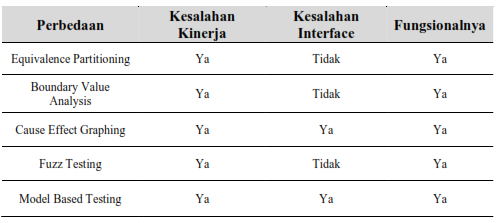 Perbedaan Kesalahan Kinerja Kesalahan Interface Fungsionalnya
Equivalence Partitioning Ya Tidak Ya
Boundary Value Analysis Ya Tidak Ya
Cause Effect Graphing Ya Ya Ya
Fuzz Testing Ya Tidak Ya
Model Based Testing Ya Ya Ya